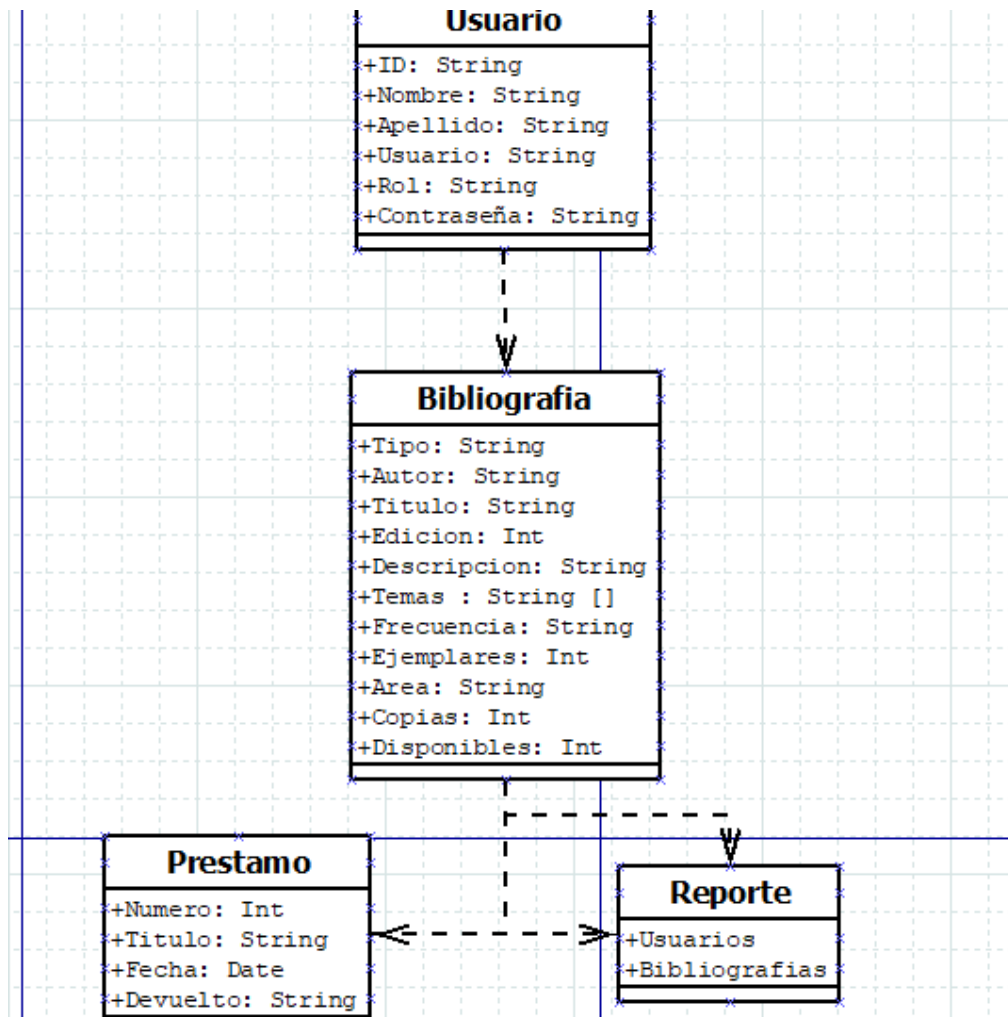 Usuario
+ID: String
+Nombre: String
+Apellido: String
+Usuario: String
+Rol: String
+Contraseña: String
Bibliografia
+Tipo: String
+Autor: String
+Titulo: String
+Edicion: Int
+Descripcion: String
+Temas : String []
+Frecuencia: String
+Ejemplares: Int
+Area: String
+Copias: Int
+Disponibles: Int
Prestamo
+Numero: Int
+Titulo: String
+Fecha: Date
+Devuelto: String
Reporte
+Usuarios
+Bibliografias